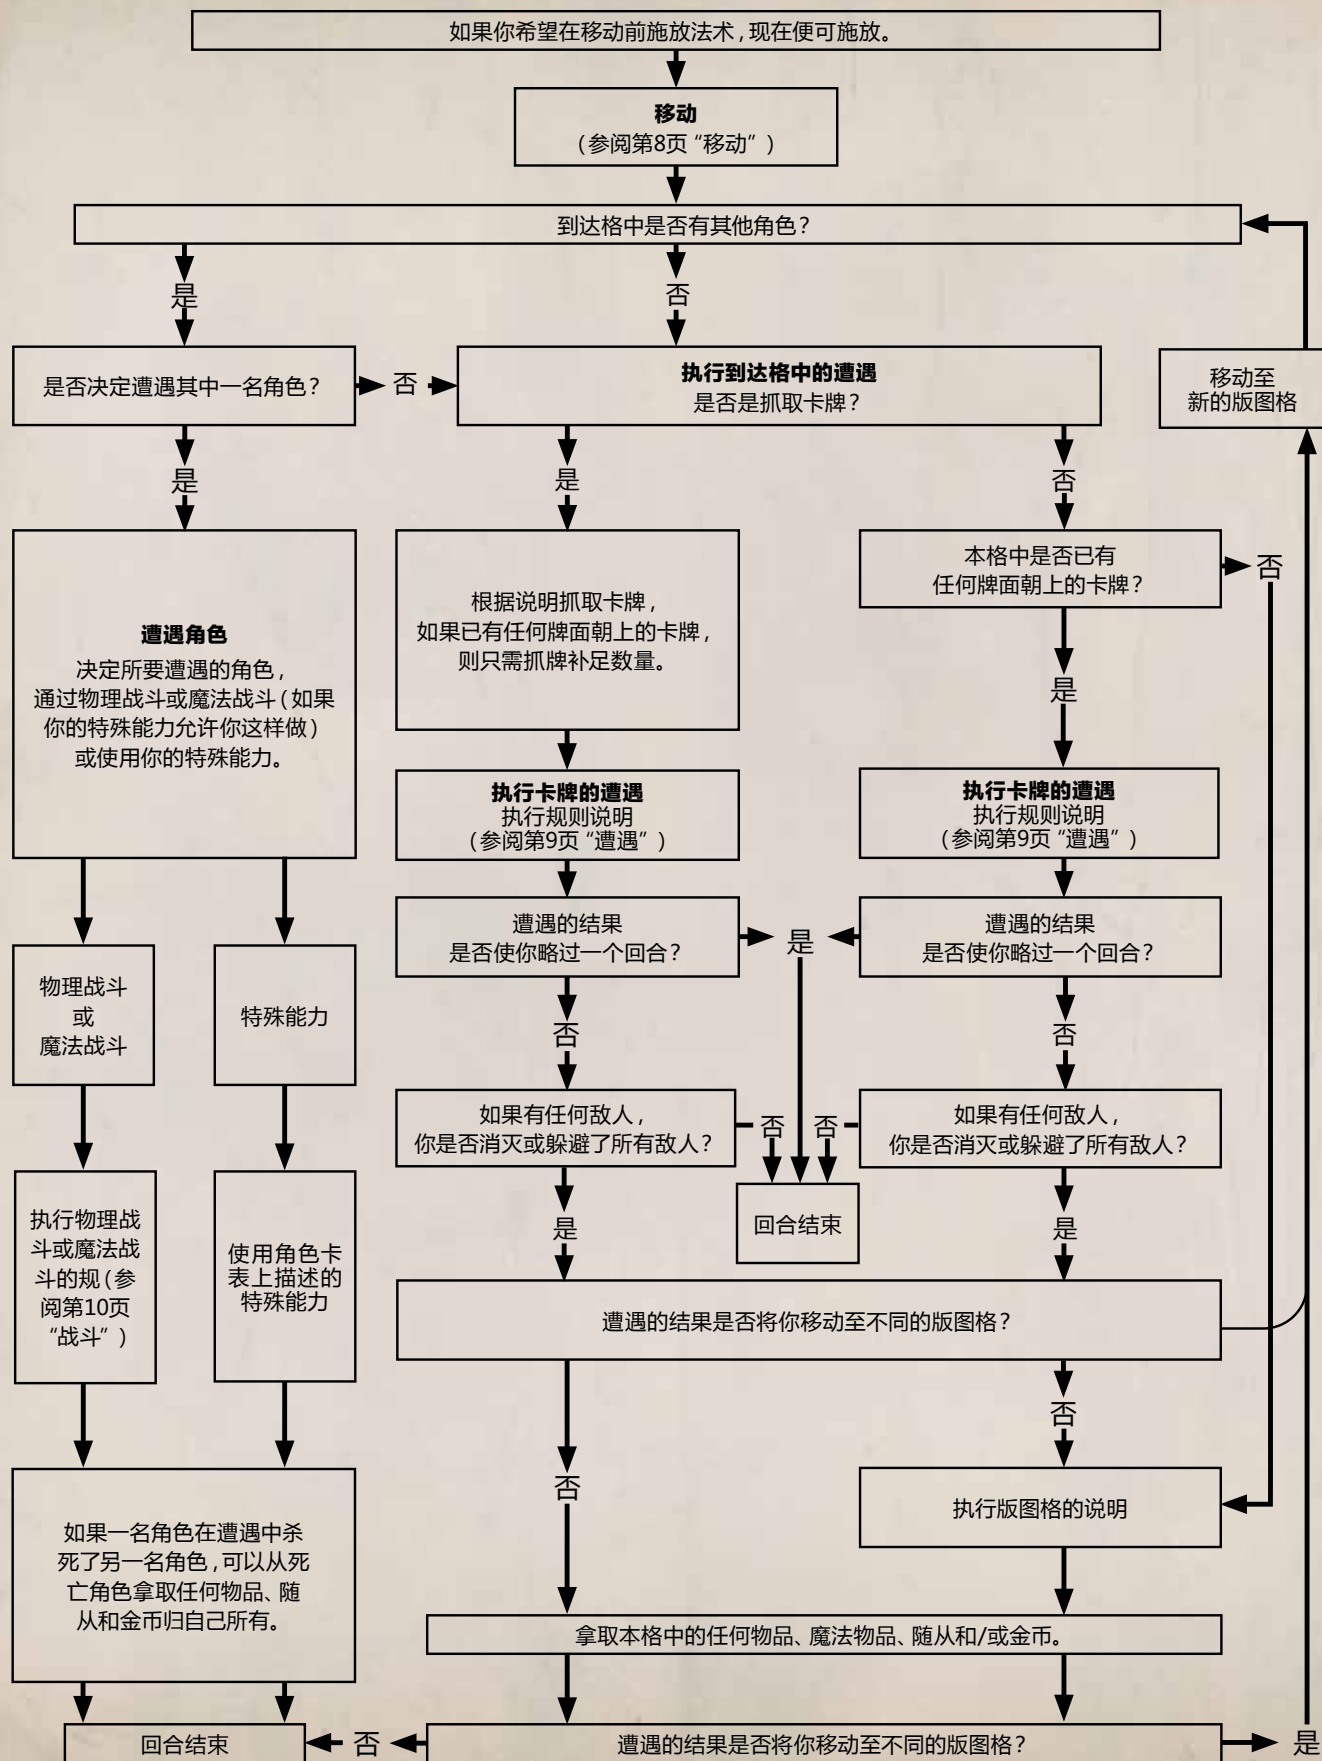 如果你希望在移动前施放法术,现在便可施放。
移动
(参阅第8页“移动”)
到达格中是否有其他角色?
是
否
是否决定遭遇其中一名角色?
否
执行到达格中的遭遇
是否是抓取卡牌?
移动至
新的版图格
是
是
否
遭遇角色
决定所要遭遇的角色,
通过物理战斗或魔法战斗(如果
你的特殊能力允许你这样做)
或使用你的特殊能力。
根据说明抓取卡牌,
如果已有任何牌面朝上的卡牌,
则只需抓牌补足数量。
本格中是否已有
任何牌面朝上的卡牌?
否
是
执行卡牌的遭遇
执行规则说明
(参阅第9页“遭遇”)
执行卡牌的遭遇
执行规则说明
(参阅第9页“遭遇”)
物理战斗
或
魔法战斗
特殊能力
遭遇的结果
是否使你略过一个回合?
是
遭遇的结果
是否使你略过一个回合?
否
否
如果有任何敌人,
你是否消灭或躲避了所有敌人?
否
否
如果有任何敌人,
你是否消灭或躲避了所有敌人?
执行物理战
斗或魔法战
斗的规(参
阅第10页
“战斗”)
使用角色卡
表上描述的
特殊能力
是
回合结束
是
遭遇的结果是否将你移动至不同的版图格?
否
否
如果一名角色在遭遇中杀
死了另一名角色,可以从死
亡角色拿取任何物品、随
从和金币归自己所有。
执行版图格的说明
拿取本格中的任何物品、魔法物品、随从和/或金币。
回合结束
否
遭遇的结果是否将你移动至不同的版图格?
是